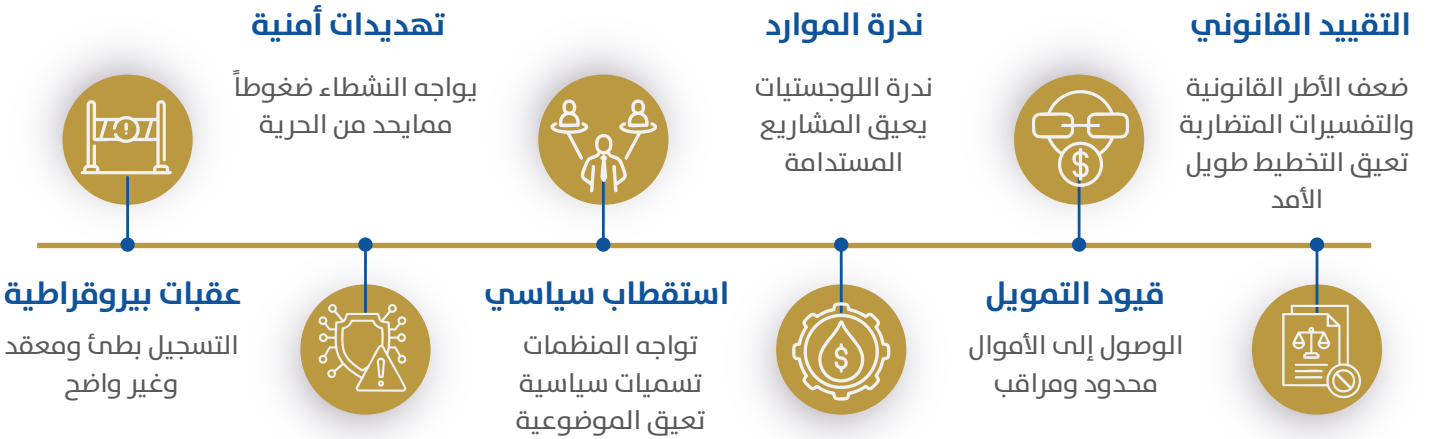 التقييد القانوني
ضعف الأطر القانونية
والتفسيرات المتضاربة
تعيق التخطيط طويل
الأمد
قيود التمويل
الوصول إلى الأموال
محدود ومراقب
ندرة الموارد
ندرة اللوجستيات
يعيق المشاريع
المستدامة
استقطاب سياسي
تواجه المنظمات
تسميات سياسية
تعيق الموضوعية
تهديدات أمنية
يواجه النشطاء ضغوطاً
ممايحد من الحرية
عقبات بيروقراطية
التسجيل بطئ ومعقد
وغير واضح
$
$